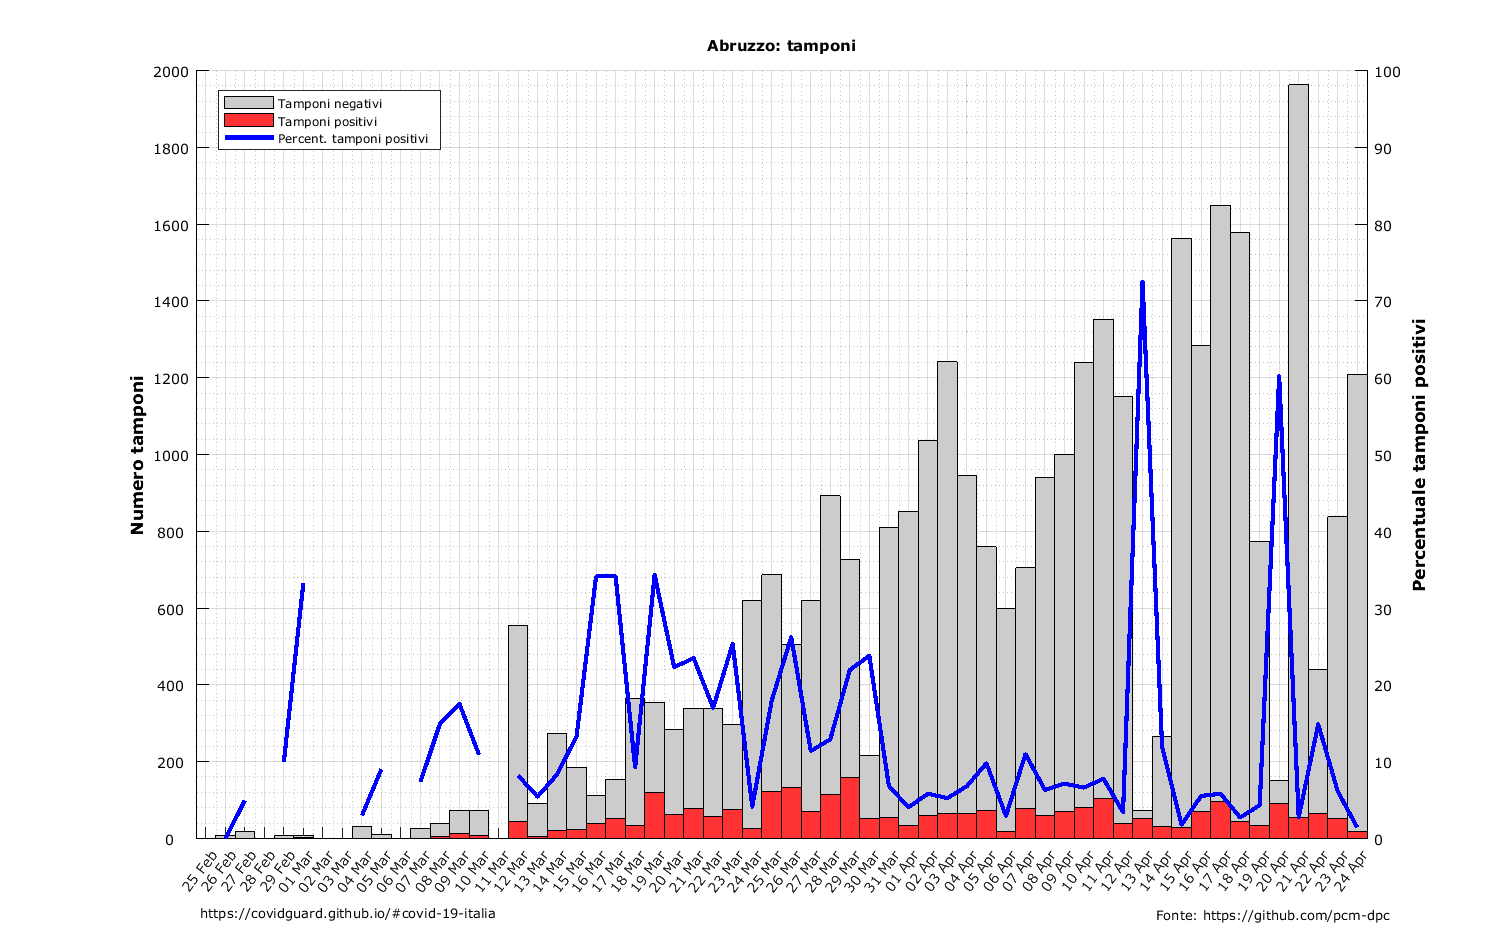 Abruzzo: tamponi
Tamponi negativi
Tamponi positivi
Percent. tamponi positivi
Numero tamponi
0
200
400
600
800
1000
1200
1400
1600
1800
2000
Percentuale tamponi positivi
0
10
20
30
40
50
60
70
80
90
100
25 Feb
26 Feb
27 Feb
28 Feb
29 Feb
01 Mar
02 Mar
03 Mar
04 Mar
05 Mar
06 Mar
07 Mar
08 Mar
09 Mar
10 Mar
11 Mar
12 Mar
13 Mar
14 Mar
15 Mar
16 Mar
17 Mar
18 Mar
19 Mar
20 Mar
21 Mar
22 Mar
23 Mar
24 Mar
25 Mar
26 Mar
27 Mar
28 Mar
29 Mar
30 Mar
31 Mar
01 Apr
02 Apr
03 Apr
04 Apr
05 Apr
06 Apr
07 Apr
08 Apr
09 Apr
10 Apr
11 Apr
12 Apr
13 Apr
14 Apr
15 Apr
16 Apr
17 Apr
18 Apr
19 Apr
20 Apr
21 Apr
22 Apr
23 Apr
24 Apr
https://covidguard.github.io/#covid-19-italia
Fonte: https://github.com/pcm-dpc